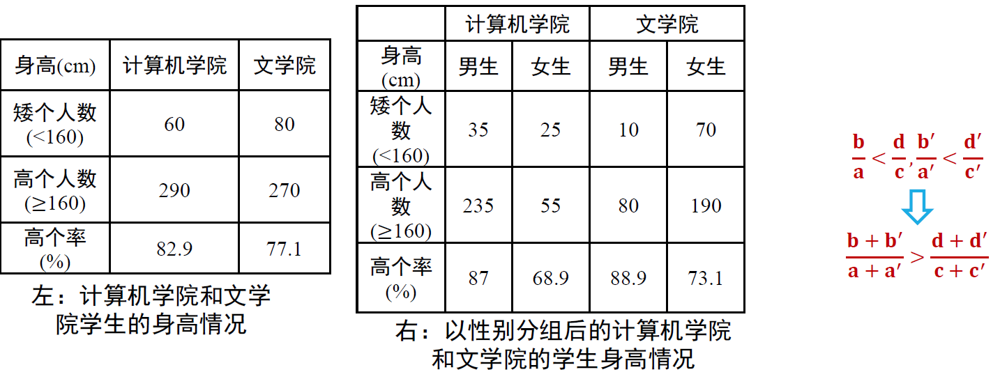 身高(cm) 计算机学院 文学院
矮个人数
(<160) 60 80
高个人数
(≥160) 290 270
高个率
(%) 82.9 77.1
左：计算机学院和文学
院学生的身高情况
计算机学院 文学院
身高
(cm) 男生 女生 男生 女生
矮个人
数
(<160) 35 25 10 70
高个人
数
(≥160) 235 55 80 190
高个率
(%) 87 68.9 88.9 73.1
右：以性别分组后的计算机学院
和文学院的学生身高情况
b/a < d/c, b′/a′ < d′/c′
(b + b′)/(a + a′) > (d + d′)/(c + c′)